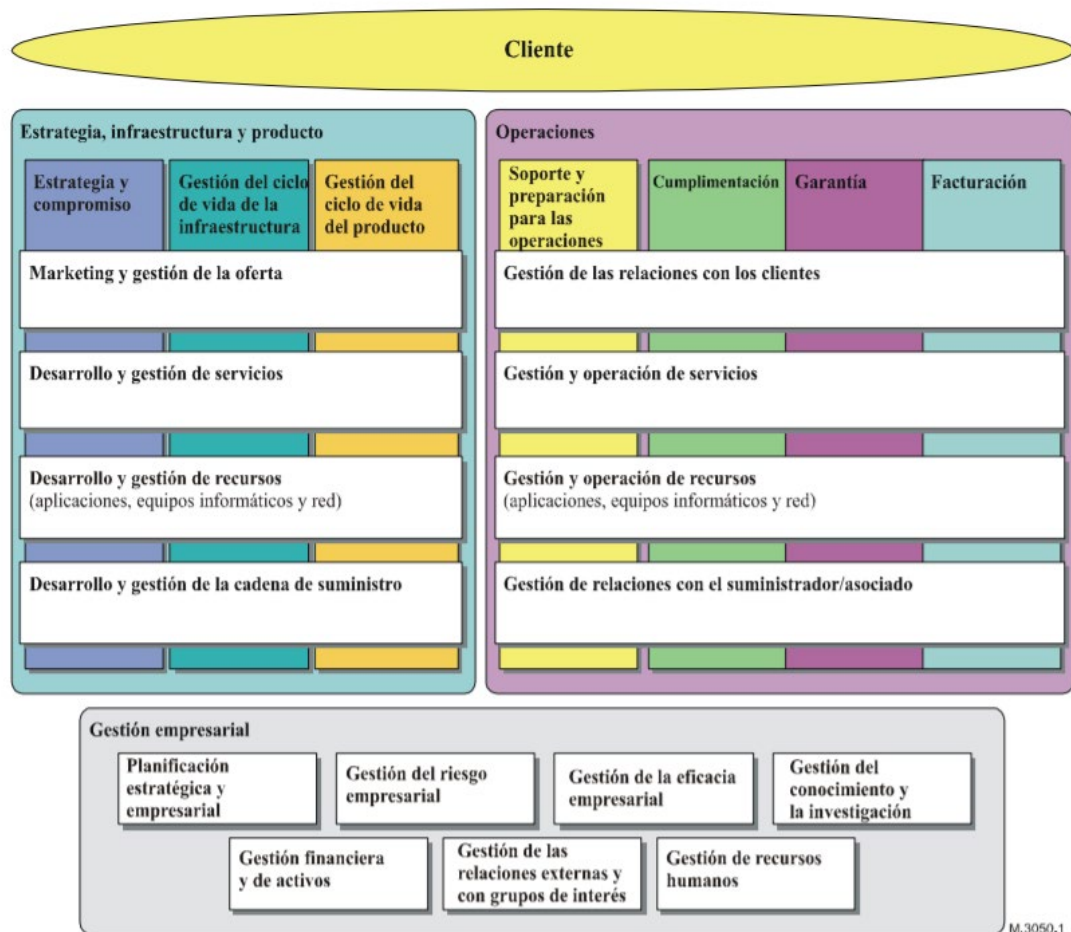 Cliente
Estrategia, infraestructura y producto
Estrategia y
compromiso
Gestión del ciclo
de vida de la
infraestructura
Gestión del
ciclo de vida
del producto
Marketing y gestión de la oferta
Desarrollo y gestión de servicios
Desarrollo y gestión de recursos
(aplicaciones, equipos informáticos y red)
Desarrollo y gestión de la cadena de suministro
Operaciones
Soporte y
preparación
para las
operaciones
Cumplimentación
Garantía
Facturación
Gestión de las relaciones con los clientes
Gestión y operación de servicios
Gestión y operación de recursos
(aplicaciones, equipos informáticos y red)
Gestión de relaciones con el suministrador/asociado
Gestión empresarial
Planificación
estratégica y
empresarial
Gestión del riesgo
empresarial
Gestión de la eficacia
empresarial
Gestión del
conocimiento y
la investigación
Gestión financiera
y de activos
Gestión de las
relaciones externas y
con grupos de interés
Gestión de recursos
humanos
M.3050-1